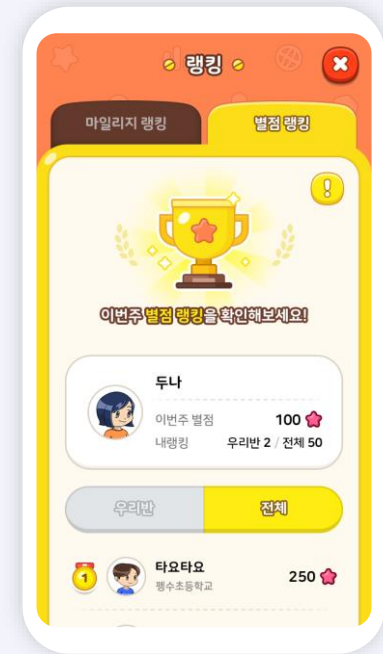 랭킹
마일리지 랭킹
별점 랭킹
이번주 별점 랭킹을 확인해보세요!
두나
이번주 별점 100
내랭킹 우리반 2 / 전체 50
우리반
전체
1
타요타요
펭수초등학교
250